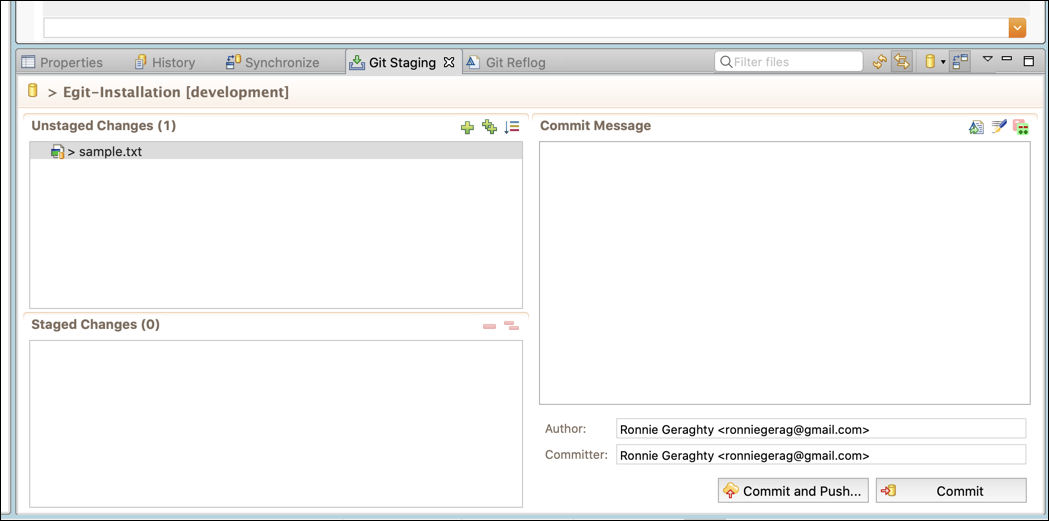 Properties History Synchronize Git Staging Git Reflog Filter files
> Egit-Installation [development]
Unstaged Changes (1)
> sample.txt
Staged Changes (0)
Commit Message
Author: Ronnie Geraghty <ronniegerag@gmail.com>
Committer: Ronnie Geraghty <ronniegerag@gmail.com>
Commit and Push... Commit